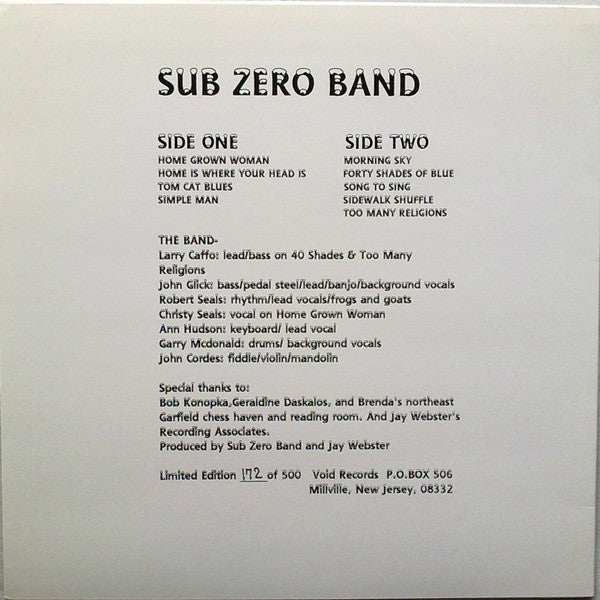 SUB ZERO BAND
SIDE ONE
HOME GROWN WOMAN
HOME IS WHERE YOUR HEAD IS
TOM CAT BLUES
SIMPLE MAN
SIDE TWO
MORNING SKY
FORTY SHADES OF BLUE
SONG TO SING
SIDEWALK SHUFFLE
TOO MANY RELIGIONS
THE BAND-
Larry Caffo: lead/bass on 40 Shades & Too Many
Religions
John Glick: bass/pedal steel/lead/banjo/background vocals
Robert Seals: rhythm/lead vocals/frogs and goats
Christy Seals: vocal on Home Grown Woman
Ann Hudson: keyboard/ lead vocal
Garry Mcdonald: drums/ background vocals
John Cordes: fiddle/violin/mandolin
Special thanks to:
Bob Konopka,Geraldine Daskalos, and Brenda's northeast
Garfield chess haven and reading room. And Jay Webster's
Recording Associates.
Produced by Sub Zero Band and Jay Webster
Limited Edition 172 of 500 Void Records P.O.BOX 506
Millville, New Jersey, 08332